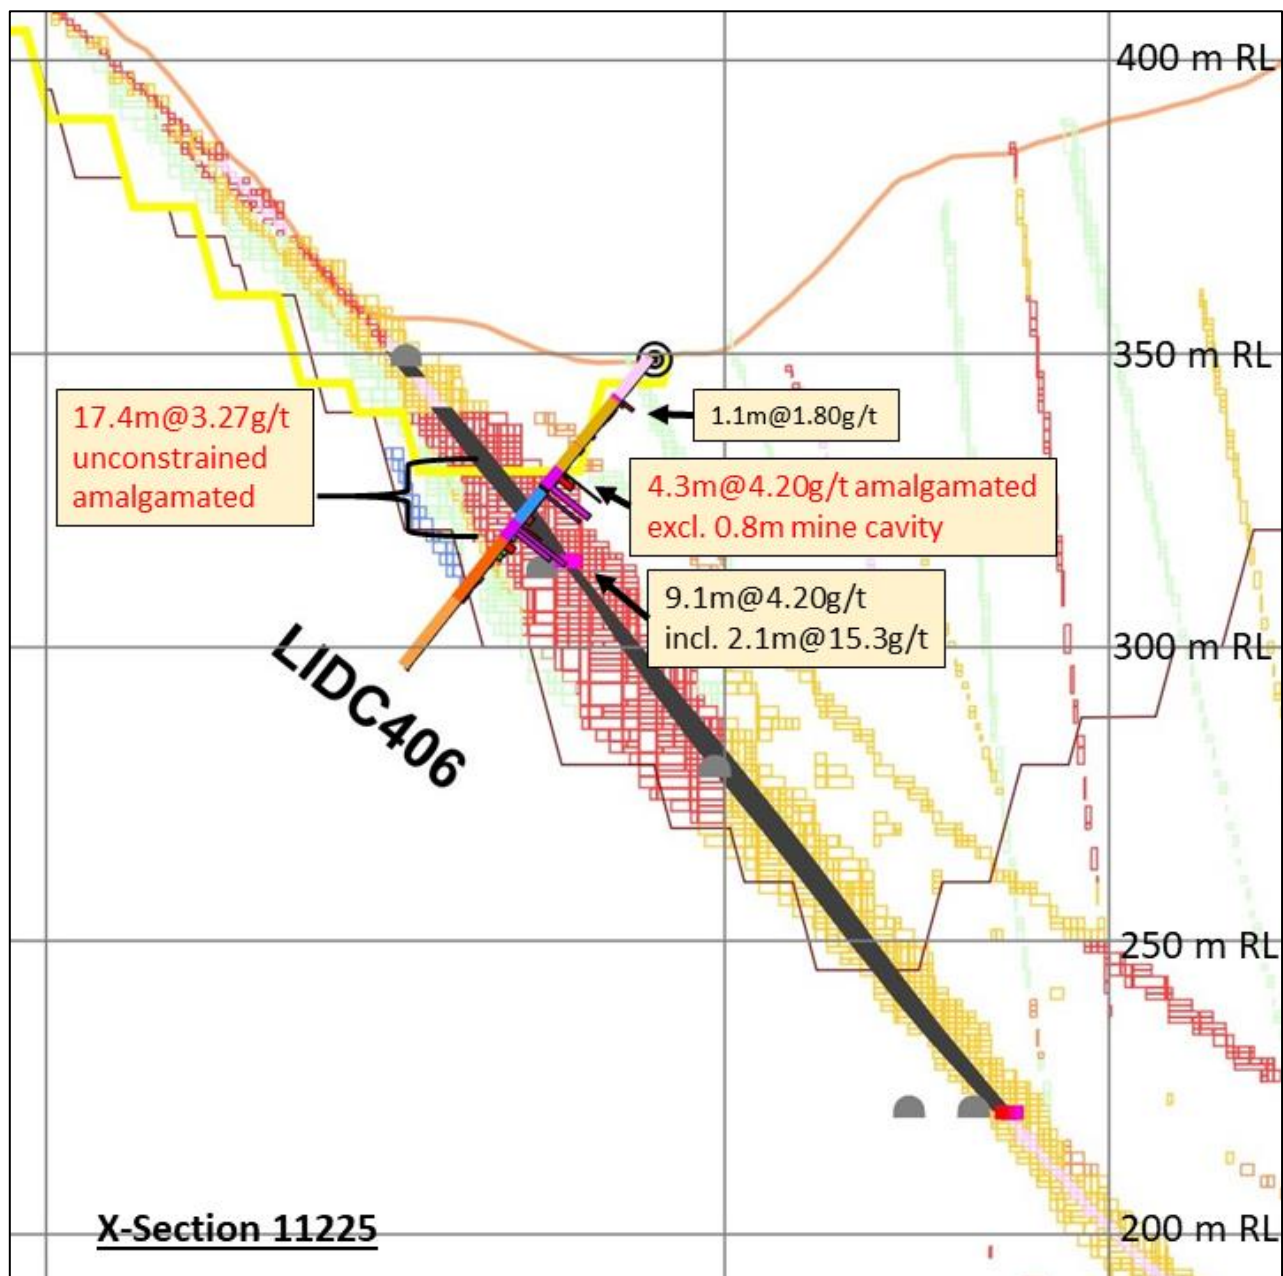 400 m RL
350 m RL
17.4m@3.27g/t
unconstrained
amalgamated
1.1m@1.80g/t
4.3m@4.20g/t amalgamated
excl. 0.8m mine cavity
9.1m@4.20g/t
incl. 2.1m@15.3g/t
300 m RL
LIDC406
250 m RL
X-Section 11225
200 m RL